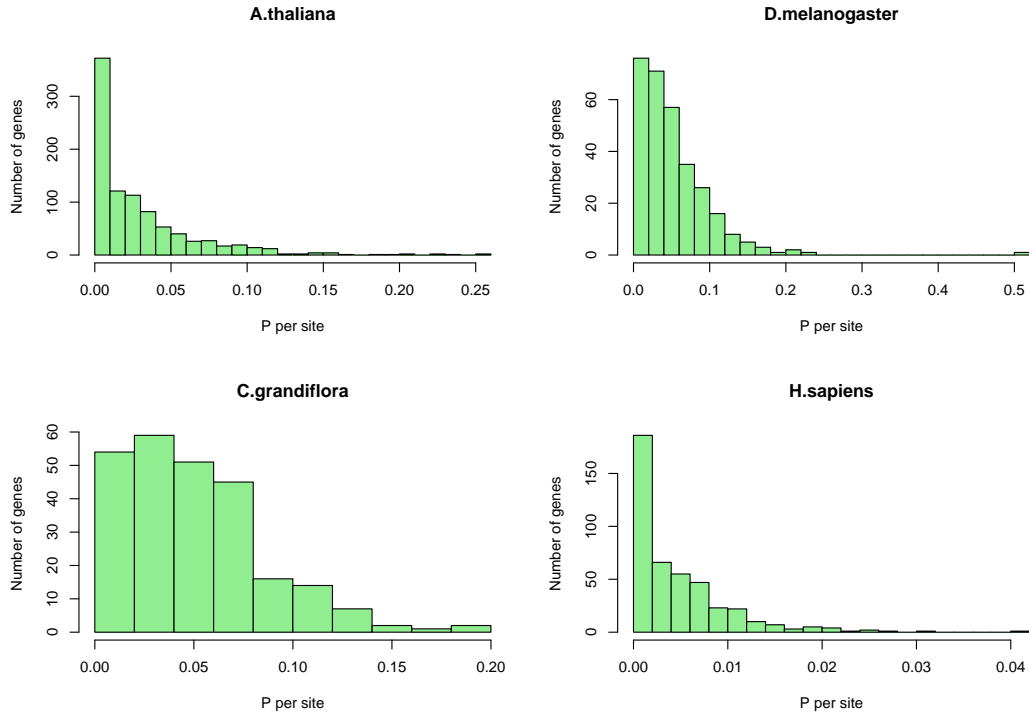 A.thaliana
Number of genes
0 100 200 300
0.00 0.05 0.10 0.15 0.20 0.25
P per site
D.melanogaster
Number of genes
0 20 40 60
0.0 0.1 0.2 0.3 0.4 0.5
P per site
C.grandiflora
Number of genes
0 10 20 30 40 50 60
0.00 0.05 0.10 0.15 0.20
P per site
H.sapiens
Number of genes
0 50 100 150
0.00 0.01 0.02 0.03 0.04
P per site